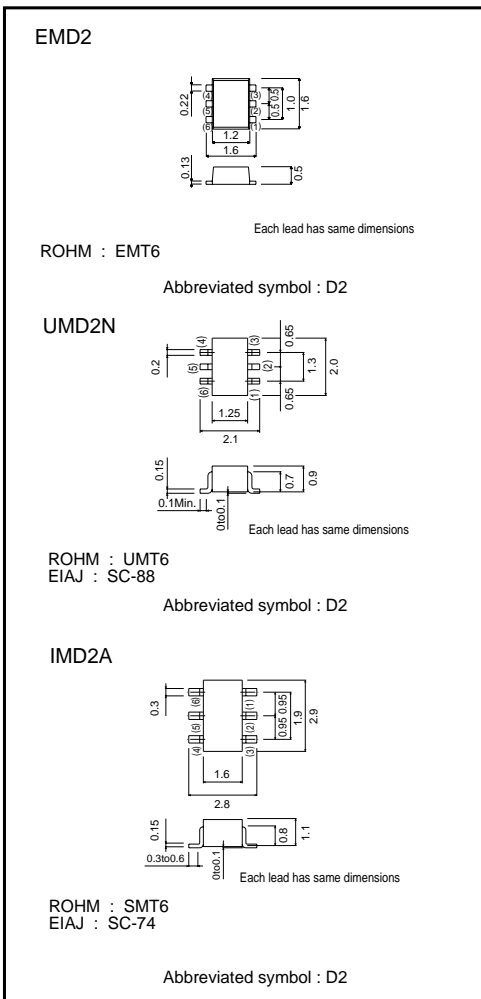 EMD2
0.22
(4)
(3)
(5)
(2)
(6)
(1)
0.5 0.5
1.0
1.6
1.2
1.6
0.13
0.5
Each lead has same dimensions
ROHM : EMT6
Abbreviated symbol : D2
UMD2N
0.2
(4)
(3)
(5)
(2)
(6)
(1)
0.65
0.65
1.3
2.0
1.25
2.1
0.15
0.1Min.
0to0.1
0.7
0.9
Each lead has same dimensions
ROHM : UMT6
EIAJ : SC-88
Abbreviated symbol : D2
IMD2A
0.3
(6)
(1)
(5)
(2)
(4)
(3)
0.95 0.95
1.9
2.9
1.6
2.8
0.15
0.3to0.6
0to0.1
0.8
1.1
Each lead has same dimensions
ROHM : SMT6
EIAJ : SC-74
Abbreviated symbol : D2